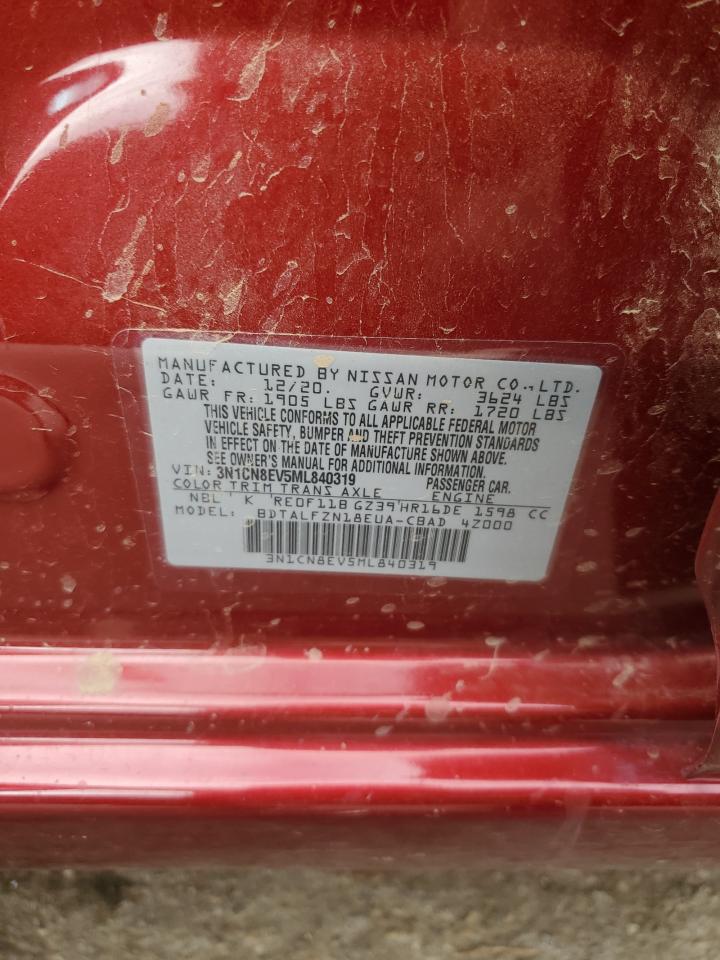 MANUFACTURED BY NISSAN MOTOR CO., LTD.
DATE: 12/20. GVWR: 3624 LBS
GAWR FR: 1905 LBS GAWR RR: 1720 LBS
THIS VEHICLE CONFORMS TO ALL APPLICABLE FEDERAL MOTOR
VEHICLE SAFETY, BUMPER AND THEFT PREVENTION STANDARDS
IN EFFECT ON THE DATE OF MANUFACTURE SHOWN ABOVE.
SEE OWNER'S MANUAL FOR ADDITIONAL INFORMATION.
VIN: 3N1CN8EV5ML840319 PASSENGER CAR.
COLOR TRIM TRANS AXLE ENGINE
NBL ' K 'RE0F11B GZ39'HR16DE 1598 CC
MODEL: BDTALFZN18EUA-CBAD 4Z000
3N1CN8EV5ML840319